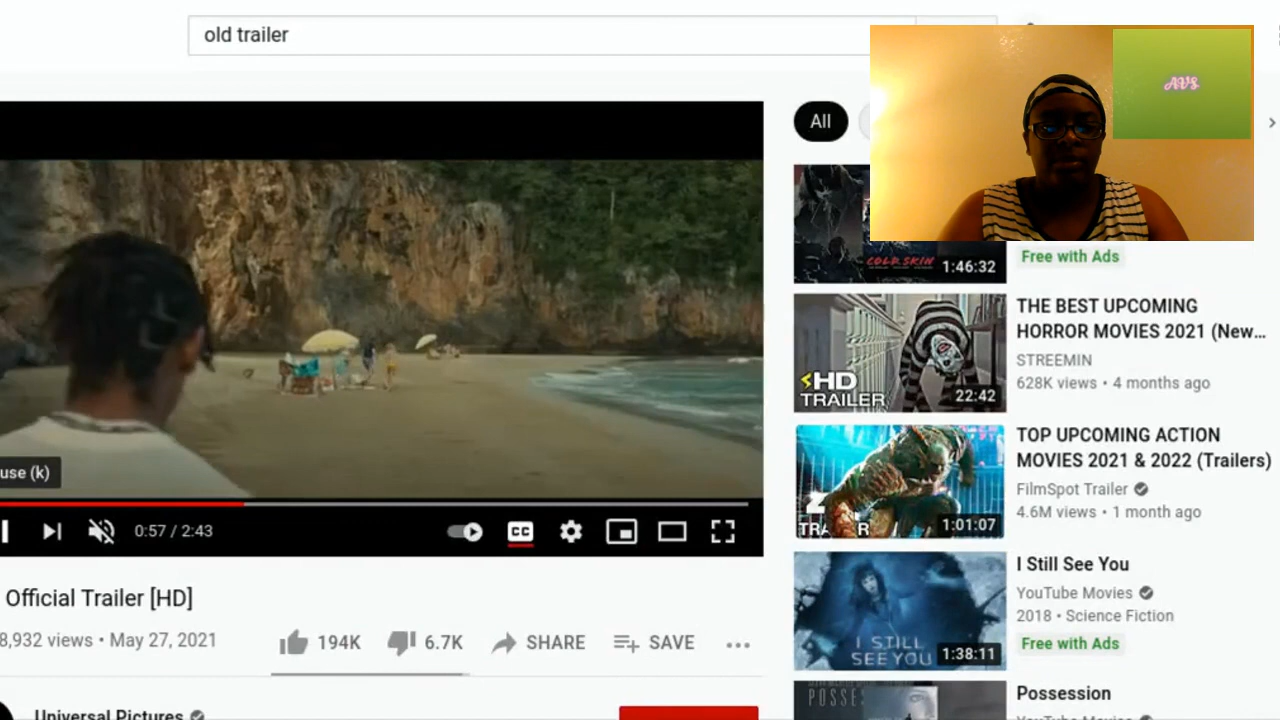 old trailer
AVS
All
COLD SKIN
1:46:32
Free with Ads
THE BEST UPCOMING
HORROR MOVIES 2021 (New...
STREEMIN
628K views • 4 months ago
HD
TRAILER
22:42
TOP UPCOMING ACTION
MOVIES 2021 & 2022 (Trailers)
FilmSpot Trailer
4.6M views • 1 month ago
1:01:07
use (k)
0:57 / 2:43
CC
I Still See You
YouTube Movies
2018 • Science Fiction
Free with Ads
I STILL
SEE YOU
1:38:11
Official Trailer [HD]
8,932 views • May 27, 2021
194K
6.7K
SHARE
SAVE
Possession
YouTube Movies
Universal Pictures